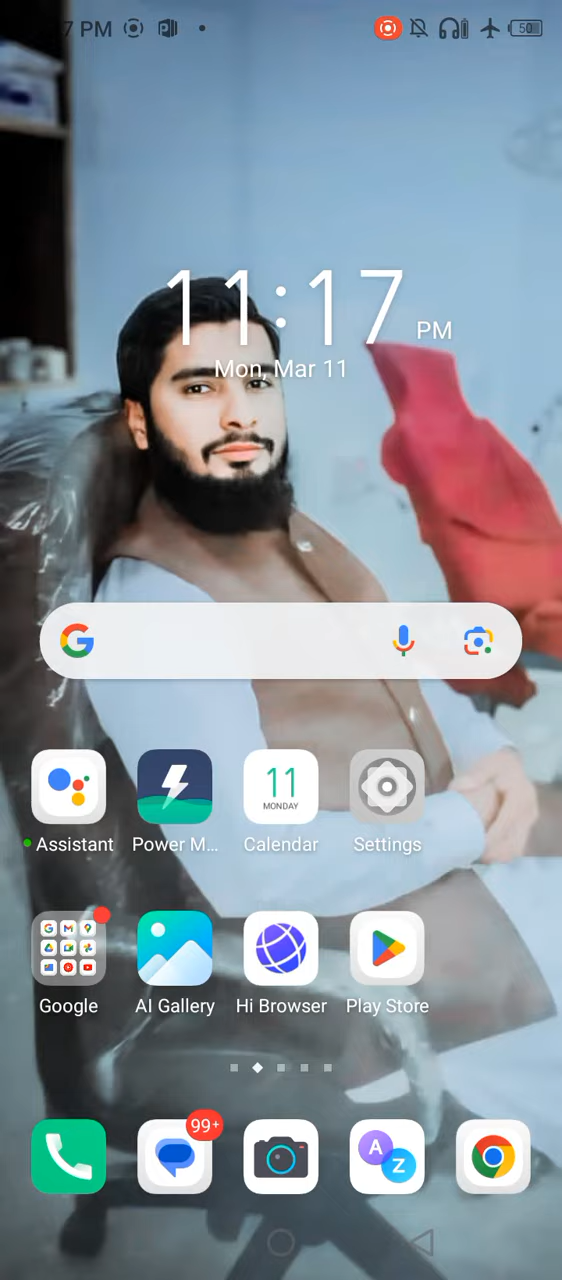 7 PM 50
11:17 PM
Mon, Mar 11
11
MONDAY
Assistant Power M... Calendar Settings
Google AI Gallery Hi Browser Play Store
99+
A
Z